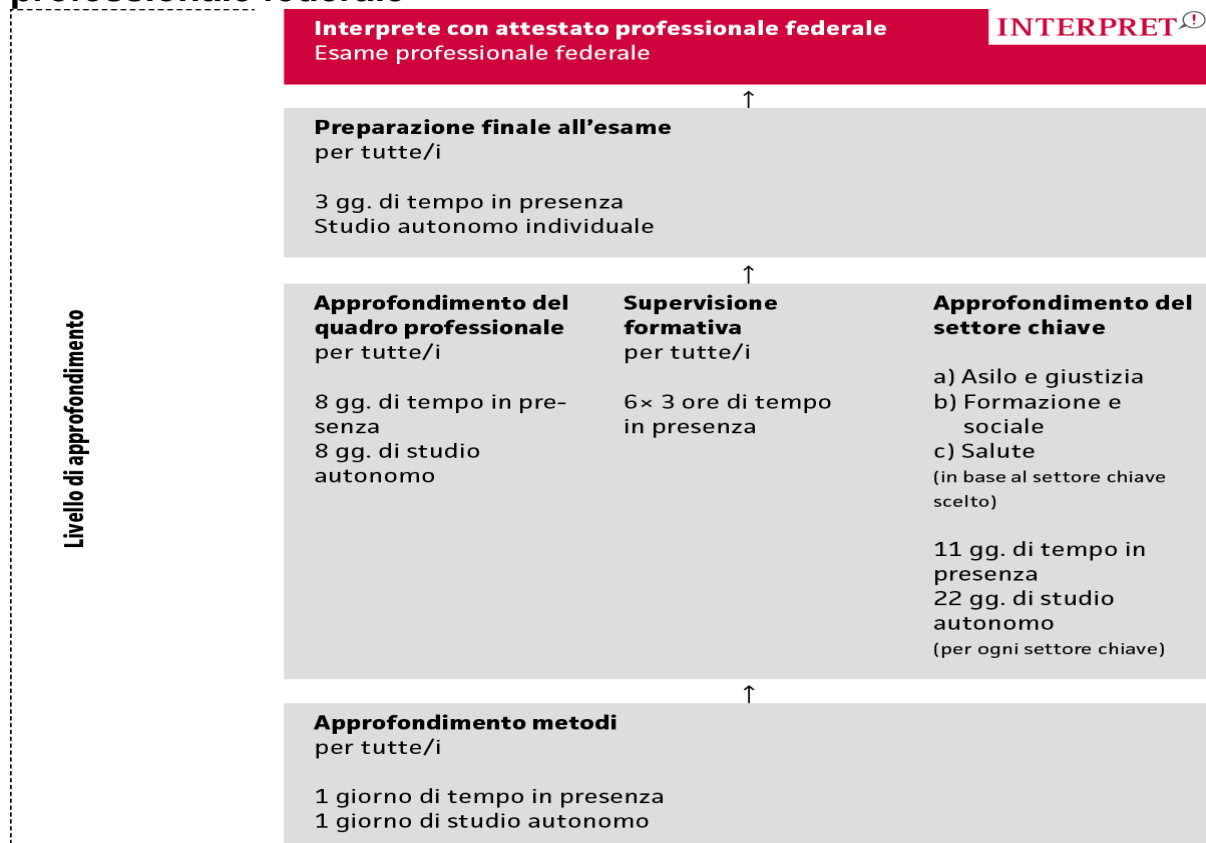 professionale federale
Interprete con attestato professionale federale
Esame professionale federale
INTERPRET
↑
Preparazione finale all'esame
per tutte/i
3 gg. di tempo in presenza
Studio autonomo individuale
↑
Approfondimento del
quadro professionale
per tutte/i
8 gg. di tempo in pre-
senza
8 gg. di studio
autonomo
Supervisione
formativa
per tutte/i
6× 3 ore di tempo
in presenza
Approfondimento del
settore chiave
a) Asilo e giustizia
b) Formazione e
sociale
c) Salute
(in base al settore chiave
scelto)
11 gg. di tempo in
presenza
22 gg. di studio
autonomo
(per ogni settore chiave)
Livello di approfondimento
↑
Approfondimento metodi
per tutte/i
1 giorno di tempo in presenza
1 giorno di studio autonomo